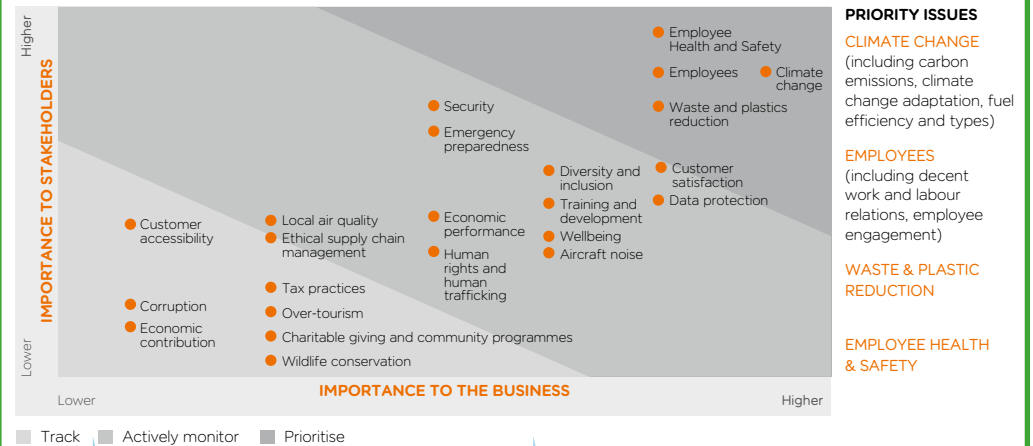 Higher
IMPORTANCE TO STAKEHOLDERS
Lower
Employee
Health and Safety
Employees
Climate
change
Waste and plastics
reduction
Security
Emergency
preparedness
Diversity and
inclusion
Customer
satisfaction
Training and
development
Data protection
Wellbeing
Aircraft noise
Economic
performance
Human
rights and
human
trafficking
Customer
accessibility
Local air quality
Ethical supply chain
management
Tax practices
Over-tourism
Charitable giving and community programmes
Wildlife conservation
Corruption
Economic
contribution
Lower
IMPORTANCE TO THE BUSINESS
Higher
Track
Actively monitor
Prioritise
PRIORITY ISSUES
CLIMATE CHANGE
(including carbon
emissions, climate
change adaptation, fuel
efficiency and types)
EMPLOYEES
(including decent
work and labour
relations, employee
engagement)
WASTE & PLASTIC
REDUCTION
EMPLOYEE HEALTH
& SAFETY